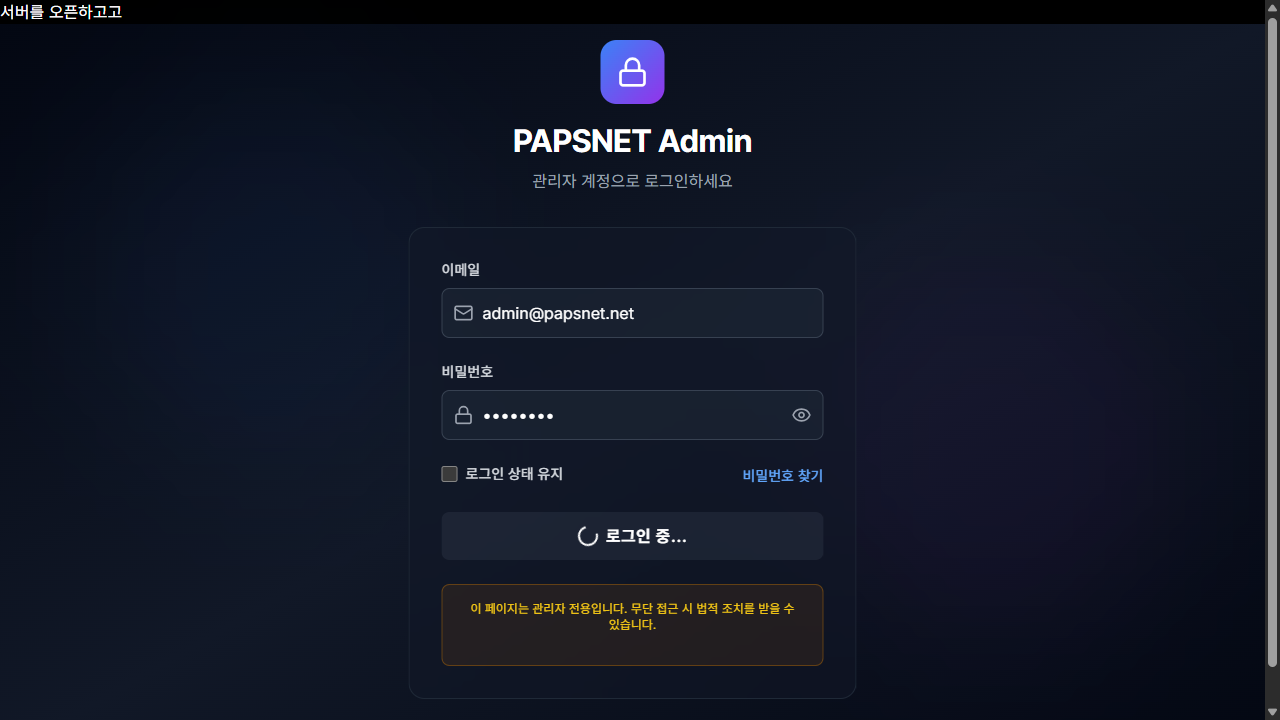 서버를 오픈하고고
PAPSNET Admin
관리자 계정으로 로그인하세요
이메일
admin@papsnet.net
비밀번호
••••••••
로그인 상태 유지
비밀번호 찾기
로그인 중...
이 페이지는 관리자 전용입니다. 무단 접근 시 법적 조치를 받을 수
있습니다.